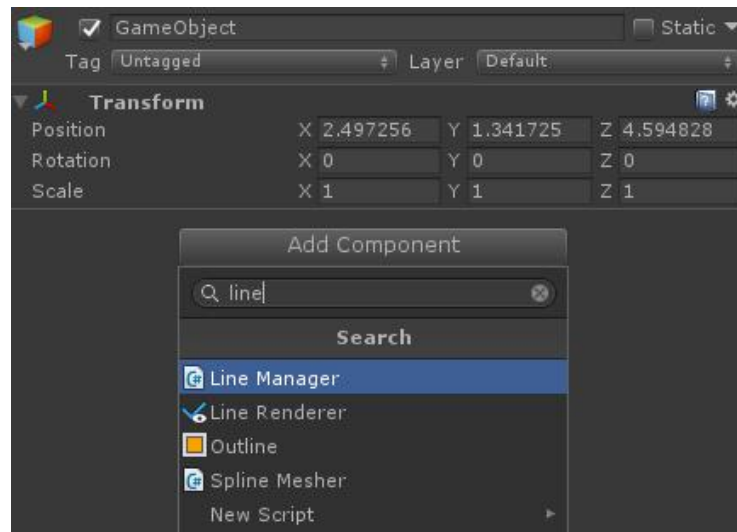 GameObject Static
Tag Untagged Layer Default
Transform
Position X 2.497256 Y 1.341725 Z 4.594828
Rotation X 0 Y 0 Z 0
Scale X 1 Y 1 Z 1
Add Component
line
Search
Line Manager
Line Renderer
Outline
Spline Mesher
New Script